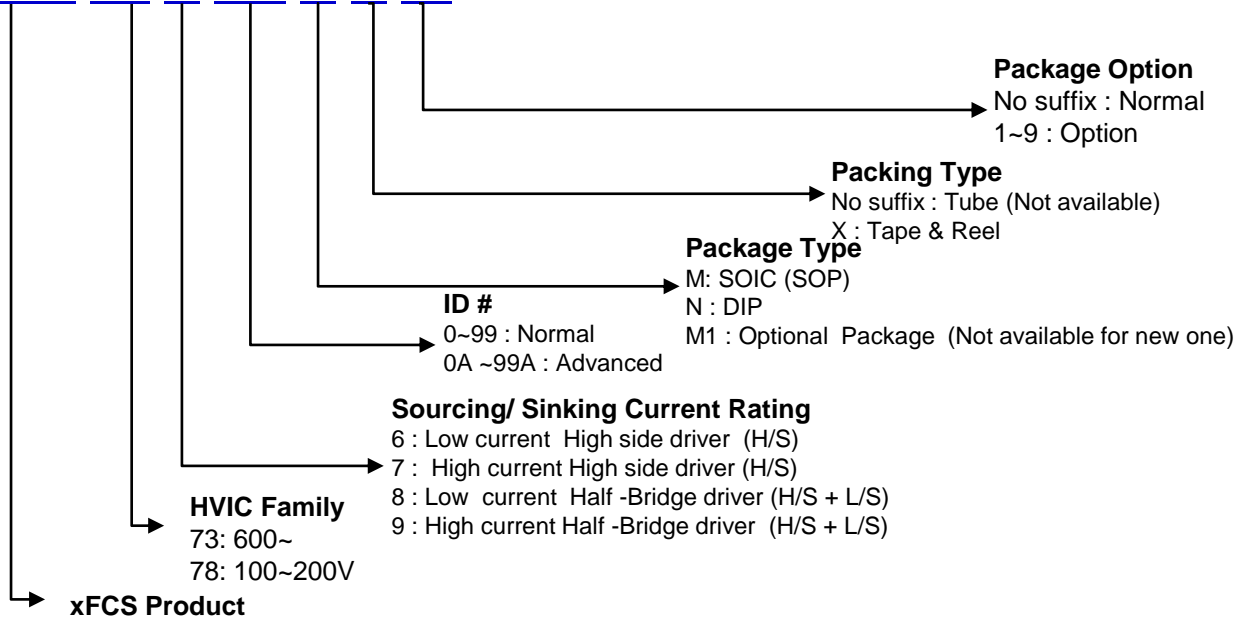 Package Option
No suffix : Normal
1~9 : Option
Packing Type
No suffix : Tube (Not available)
X : Tape & Reel
Package Type
M: SOIC (SOP)
N : DIP
M1 : Optional Package (Not available for new one)
ID #
0~99 : Normal
0A ~99A : Advanced
Sourcing/ Sinking Current Rating
6 : Low current High side driver (H/S)
7 : High current High side driver (H/S)
8 : Low current Half -Bridge driver (H/S + L/S)
9 : High current Half -Bridge driver (H/S + L/S)
HVIC Family
73: 600~
78: 100~200V
xFCS Product